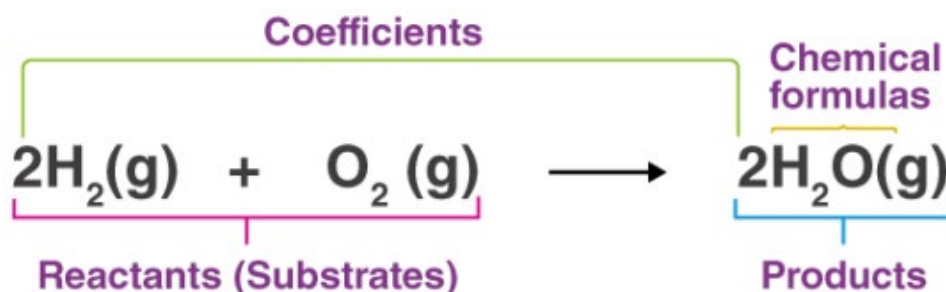 Coefficients
Chemical
formulas
2H₂(g) + O₂ (g) ⟶ 2H₂O(g)
Reactants (Substrates)
Products